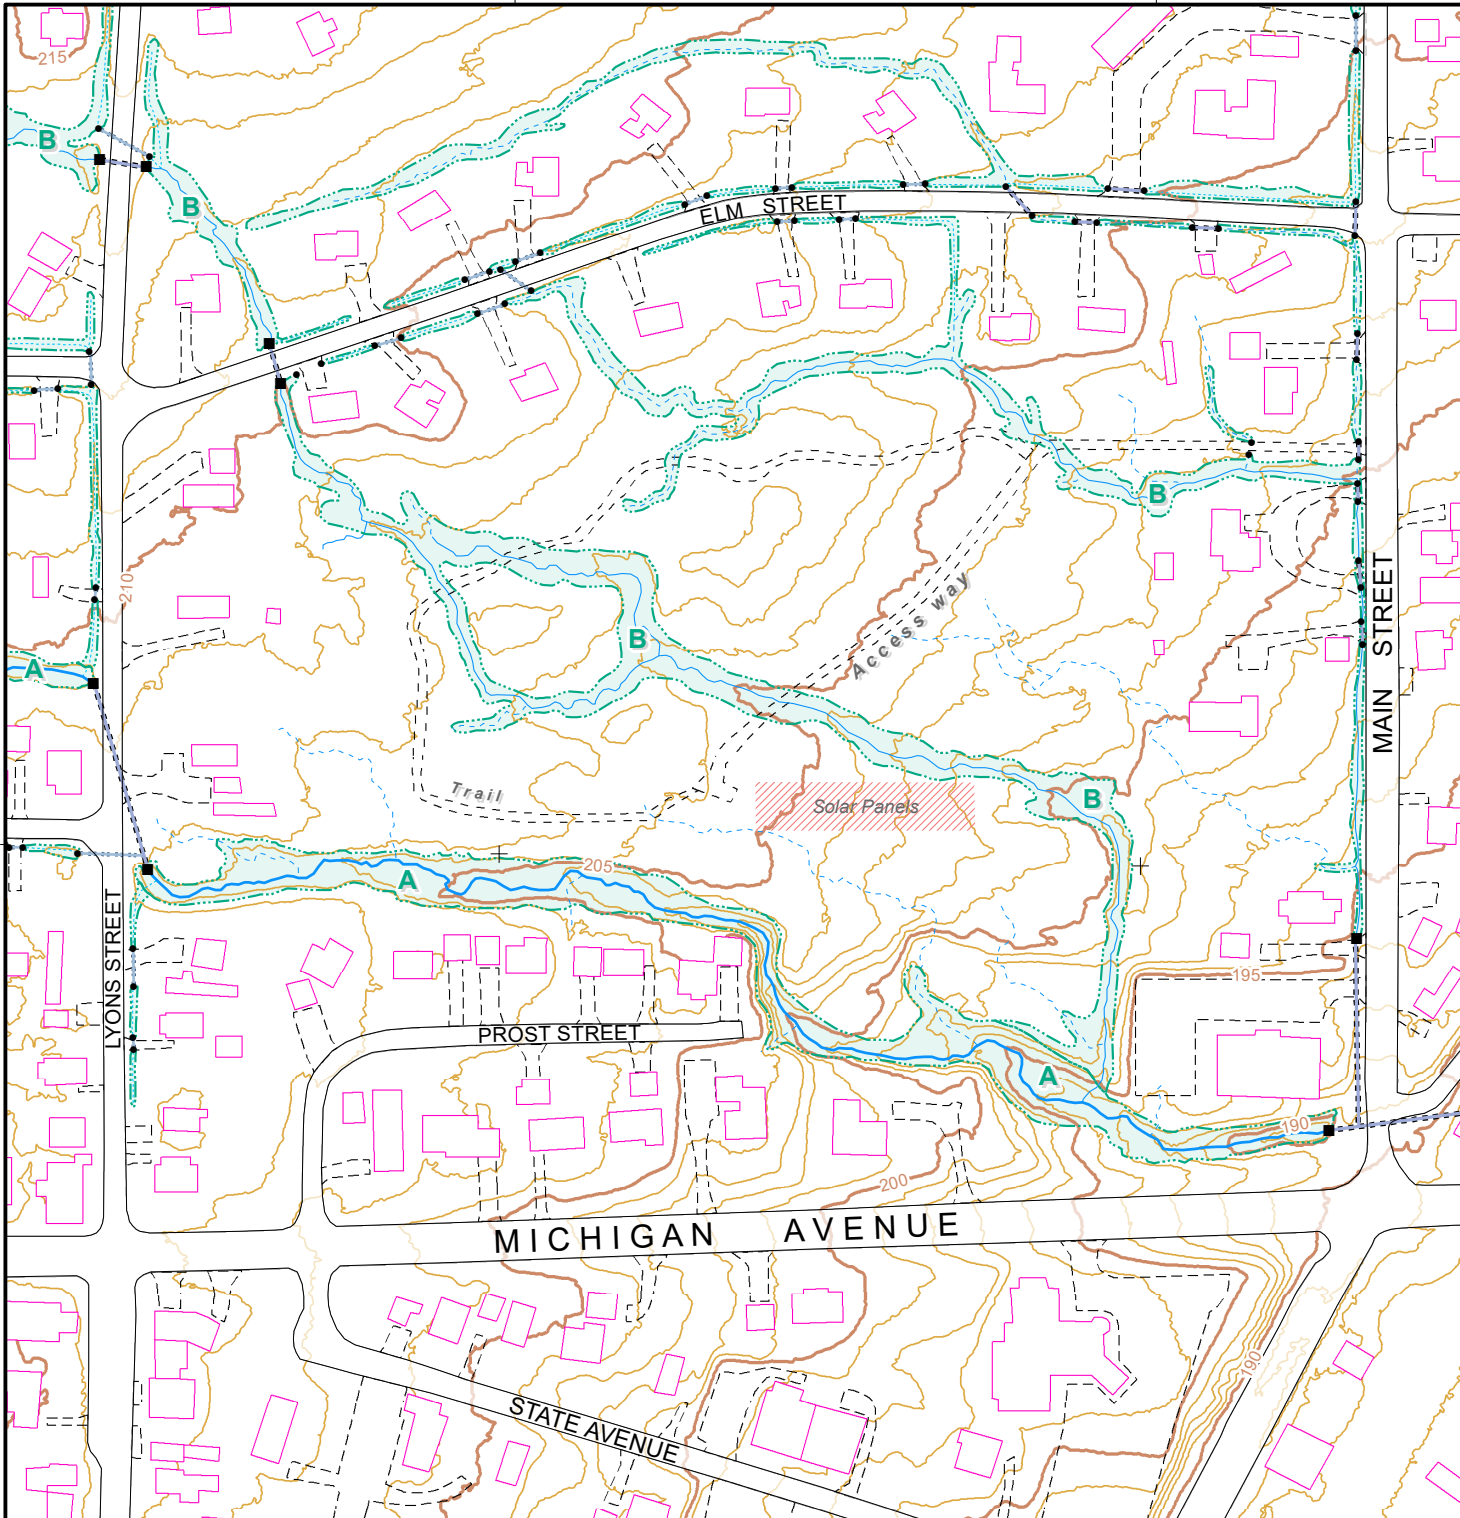 215
B
B
ELM STREET
B
210
MAIN STREET
Access way
B
A
Trail
Solar Panels
B
205
A
LYONS STREET
195
PROST STREET
A
190
200
MICHIGAN AVENUE
190
STATE AVENUE